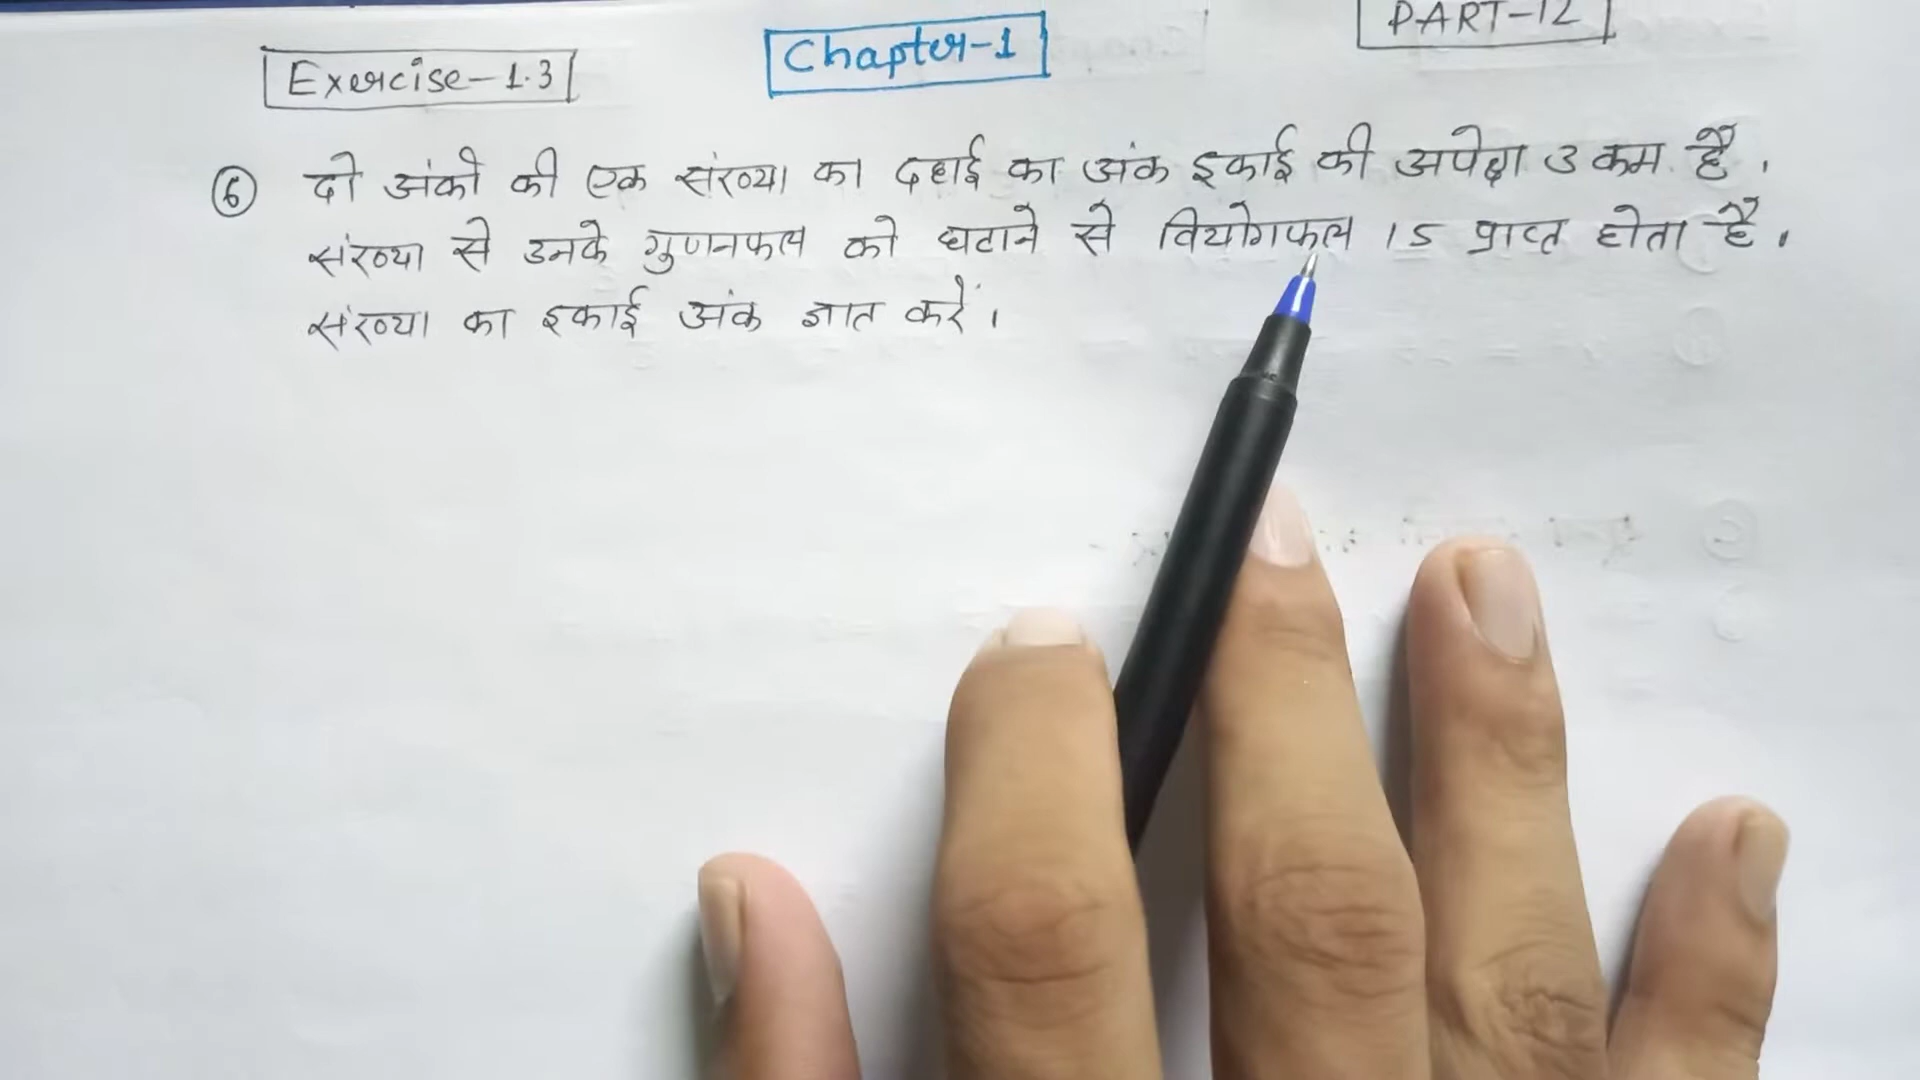 Exercise-1.3
Chapter-1
PART-12
⑥ दो अंको की एक संख्या का दहाई का अंक इकाई की अपेक्षा 3 कम है।
संख्या से उनके गुणनफल को घटाने से वियोगफल 15 प्राप्त होता है।
संख्या का इकाई अंक ज्ञात करें।